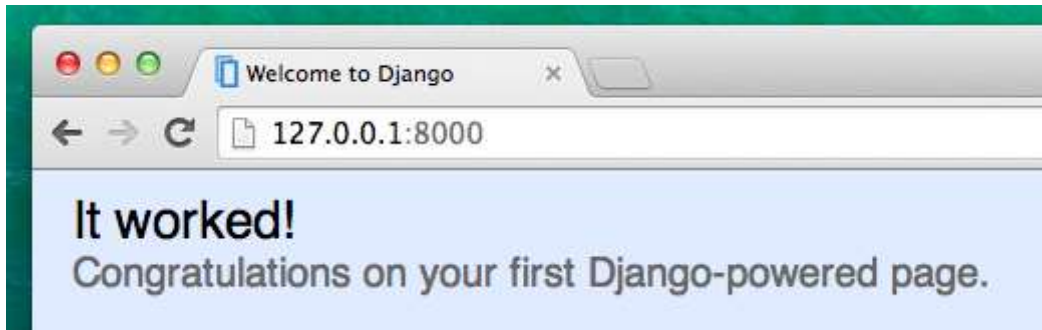 Welcome to Django
127.0.0.1:8000
It worked!
Congratulations on your first Django-powered page.